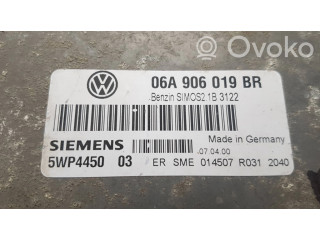 Ovoko
06A 906 019 BR
Benzin SIMOS2 1B 3122
Made in Germany
SIEMENS
07.04.00
5WP4450 03 ER SME 014507 R031 2040